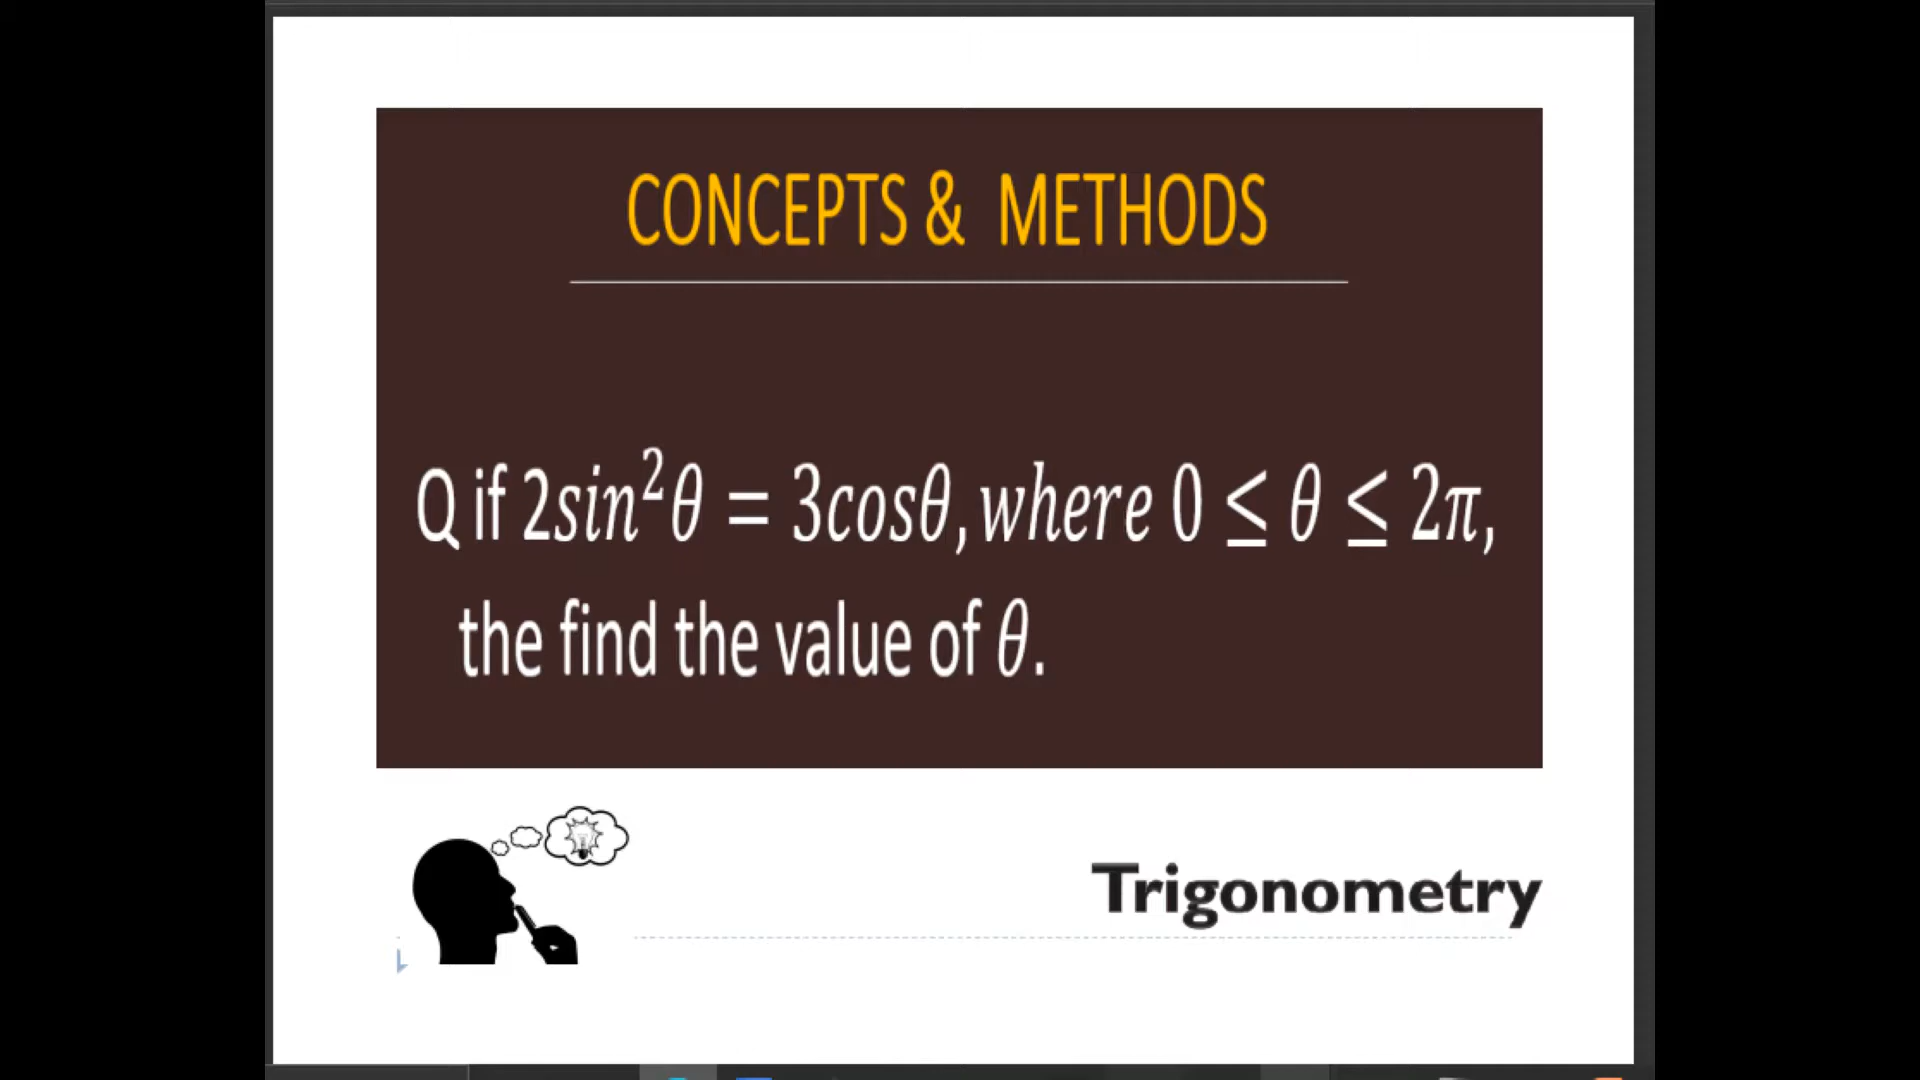 CONCEPTS & METHODS
Q if 2sin²θ = 3cosθ, where 0 ≤ θ ≤ 2π,
the find the value of θ.
Trigonometry